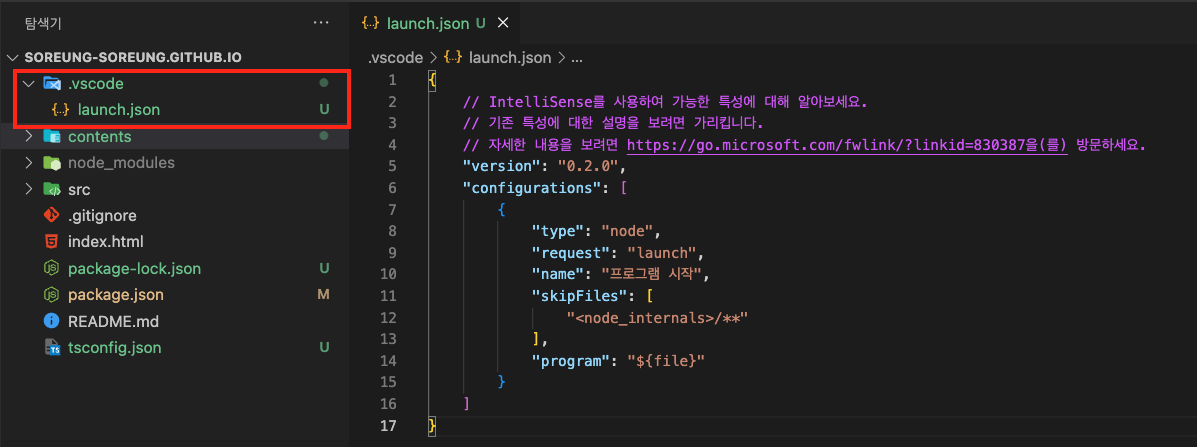 탐색기 ...
SOREUNG-SOREUNG.GITHUB.IO
.vscode
launch.json U
contents
node_modules
src
.gitignore
index.html
package-lock.json U
package.json M
README.md
tsconfig.json U
launch.json U
.vscode > launch.json > ...
1 {
2 // IntelliSense를 사용하여 가능한 특성에 대해 알아보세요.
3 // 기존 특성에 대한 설명을 보려면 가리킵니다.
4 // 자세한 내용을 보려면 https://go.microsoft.com/fwlink/?linkid=830387을(를) 방문하세요.
5 "version": "0.2.0",
6 "configurations": [
7 {
8 "type": "node",
9 "request": "launch",
10 "name": "프로그램 시작",
11 "skipFiles": [
12 "<node_internals>/**"
13 ],
14 "program": "${file}"
15 }
16 ]
17 }